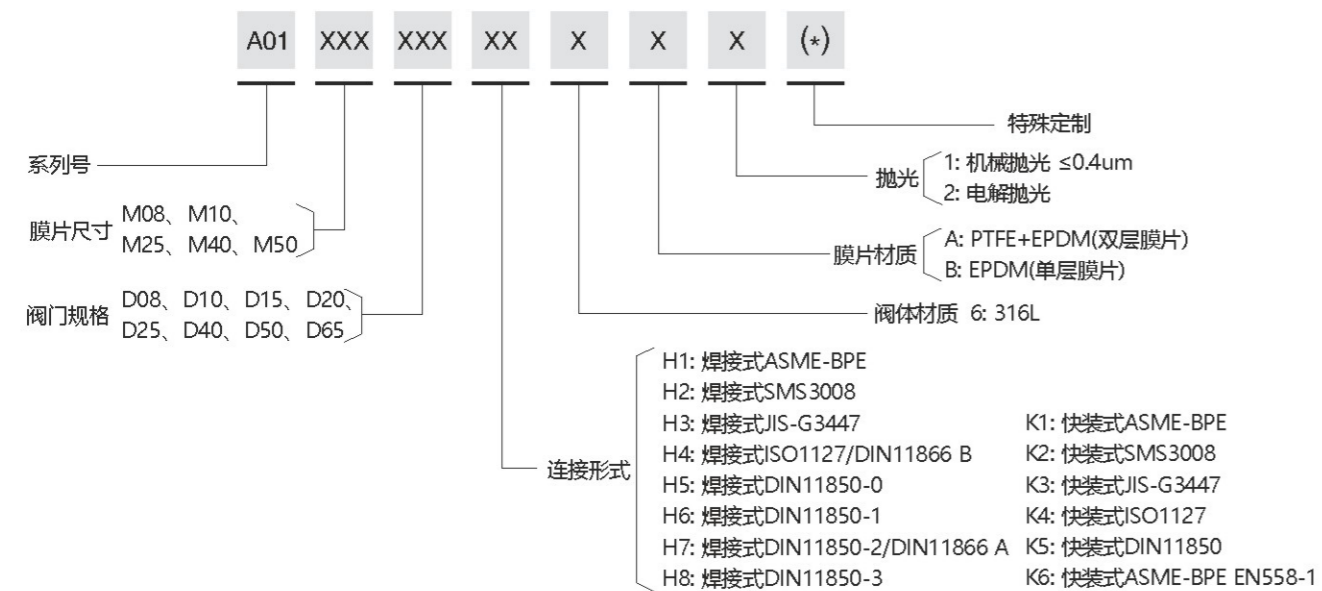 A01 XXX XXX XX X X X (*)
特殊定制
系列号
抛光
1: 机械抛光 ≤0.4um
2: 电解抛光
膜片尺寸
M08、M10、
M25、M40、M50
膜片材质
A: PTFE+EPDM(双层膜片)
B: EPDM(单层膜片)
阀门规格
D08、D10、D15、D20、
D25、D40、D50、D65
阀体材质 6: 316L
连接形式
H1: 焊接式ASME-BPE
H2: 焊接式SMS3008
H3: 焊接式JIS-G3447
H4: 焊接式ISO1127/DIN11866 B
H5: 焊接式DIN11850-0
H6: 焊接式DIN11850-1
H7: 焊接式DIN11850-2/DIN11866 A
H8: 焊接式DIN11850-3
K1: 快装式ASME-BPE
K2: 快装式SMS3008
K3: 快装式JIS-G3447
K4: 快装式ISO1127
K5: 快装式DIN11850
K6: 快装式ASME-BPE EN558-1